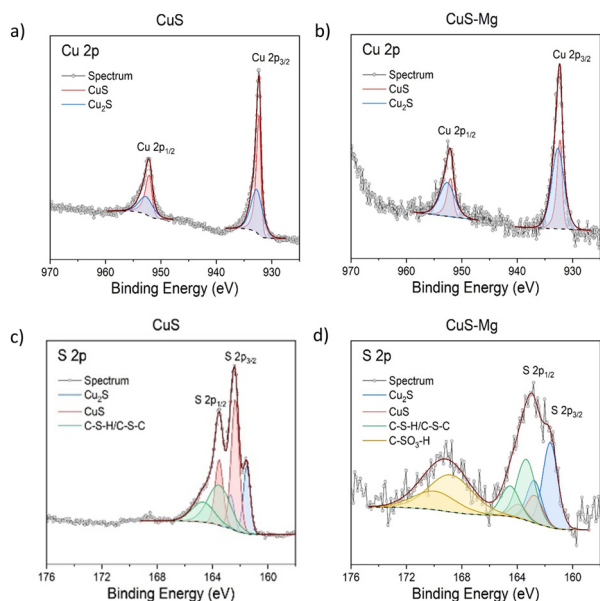 CuS
a)
Cu 2p
Spectrum
CuS
Cu₂S
Cu 2p₁/₂
Cu 2p₃/₂
970 960 950 940 930
Binding Energy (eV)
CuS-Mg
b)
Cu 2p
Spectrum
CuS
Cu₂S
Cu 2p₁/₂
Cu 2p₃/₂
970 960 950 940 930
Binding Energy (eV)
CuS
c)
S 2p
Spectrum
Cu₂S
CuS
C-S-H/C-S-C
S 2p₁/₂
S 2p₃₋₂
176 172 168 164 160
Binding Energy (eV)
CuS-Mg
d)
S 2p
Spectrum
Cu₂S
CuS
C-S-H/C-S-C
C-SO₃-H
S 2p₁/₂
S 2p₃/₂
176 172 168 164 160
Binding Energy (eV)